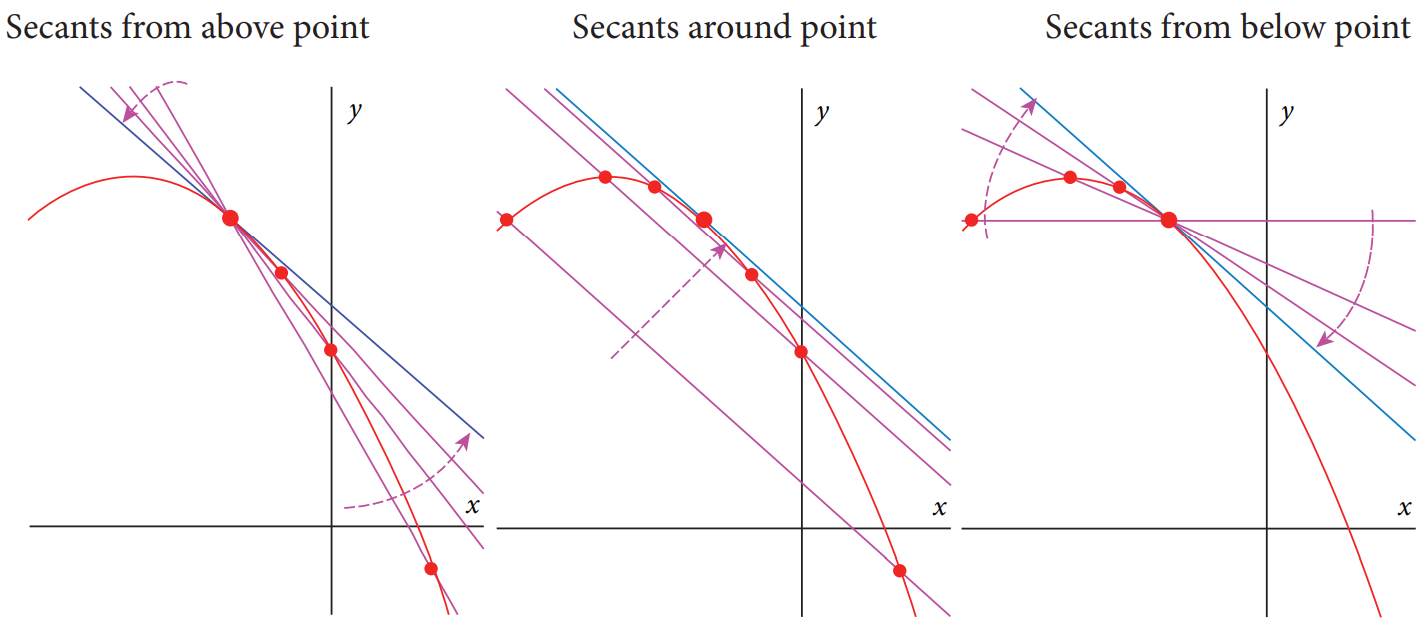 Secants from above point
Secants around point
Secants from below point
y
y
y
x
x
x